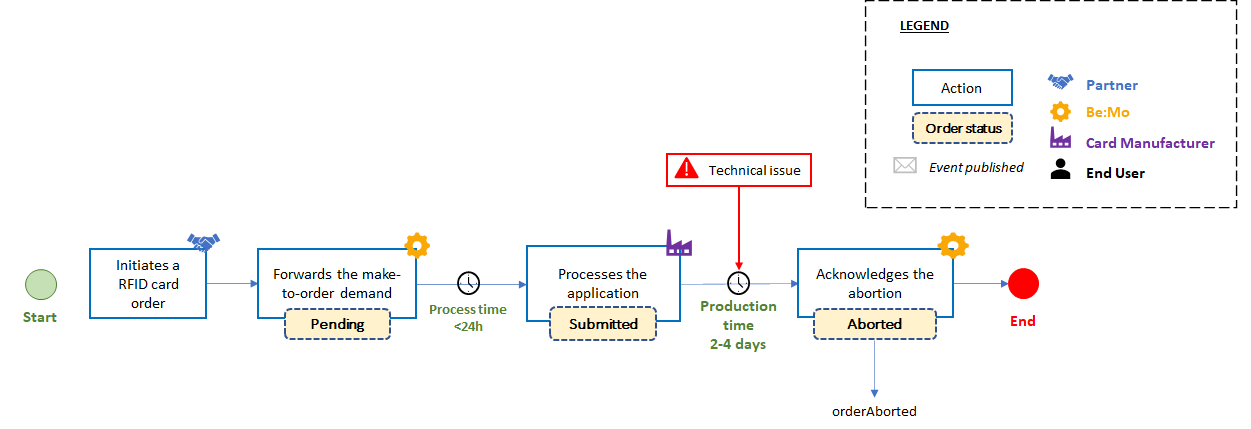 LEGEND
Action
Order status
Event published
Partner
Be:Mo
Card Manufacturer
End User
Technical issue
Start
Initiates a
RFID card
order
Forwards the make-
to-order demand
Pending
Process time
<24h
Processes the
application
Submitted
Production
time
2-4 days
Acknowledges the
abortion
Aborted
orderAborted
End